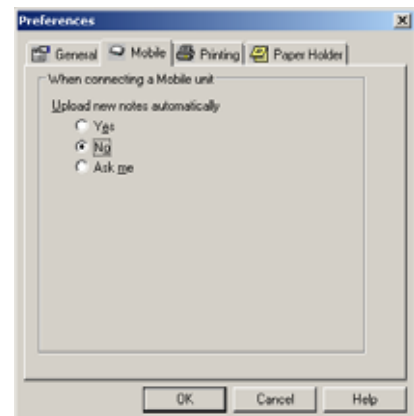 Preferences
General Mobile Printing Paper Holder
When connecting a Mobile unit
Upload new notes automatically
Yes
No
Ask me
OK Cancel Help